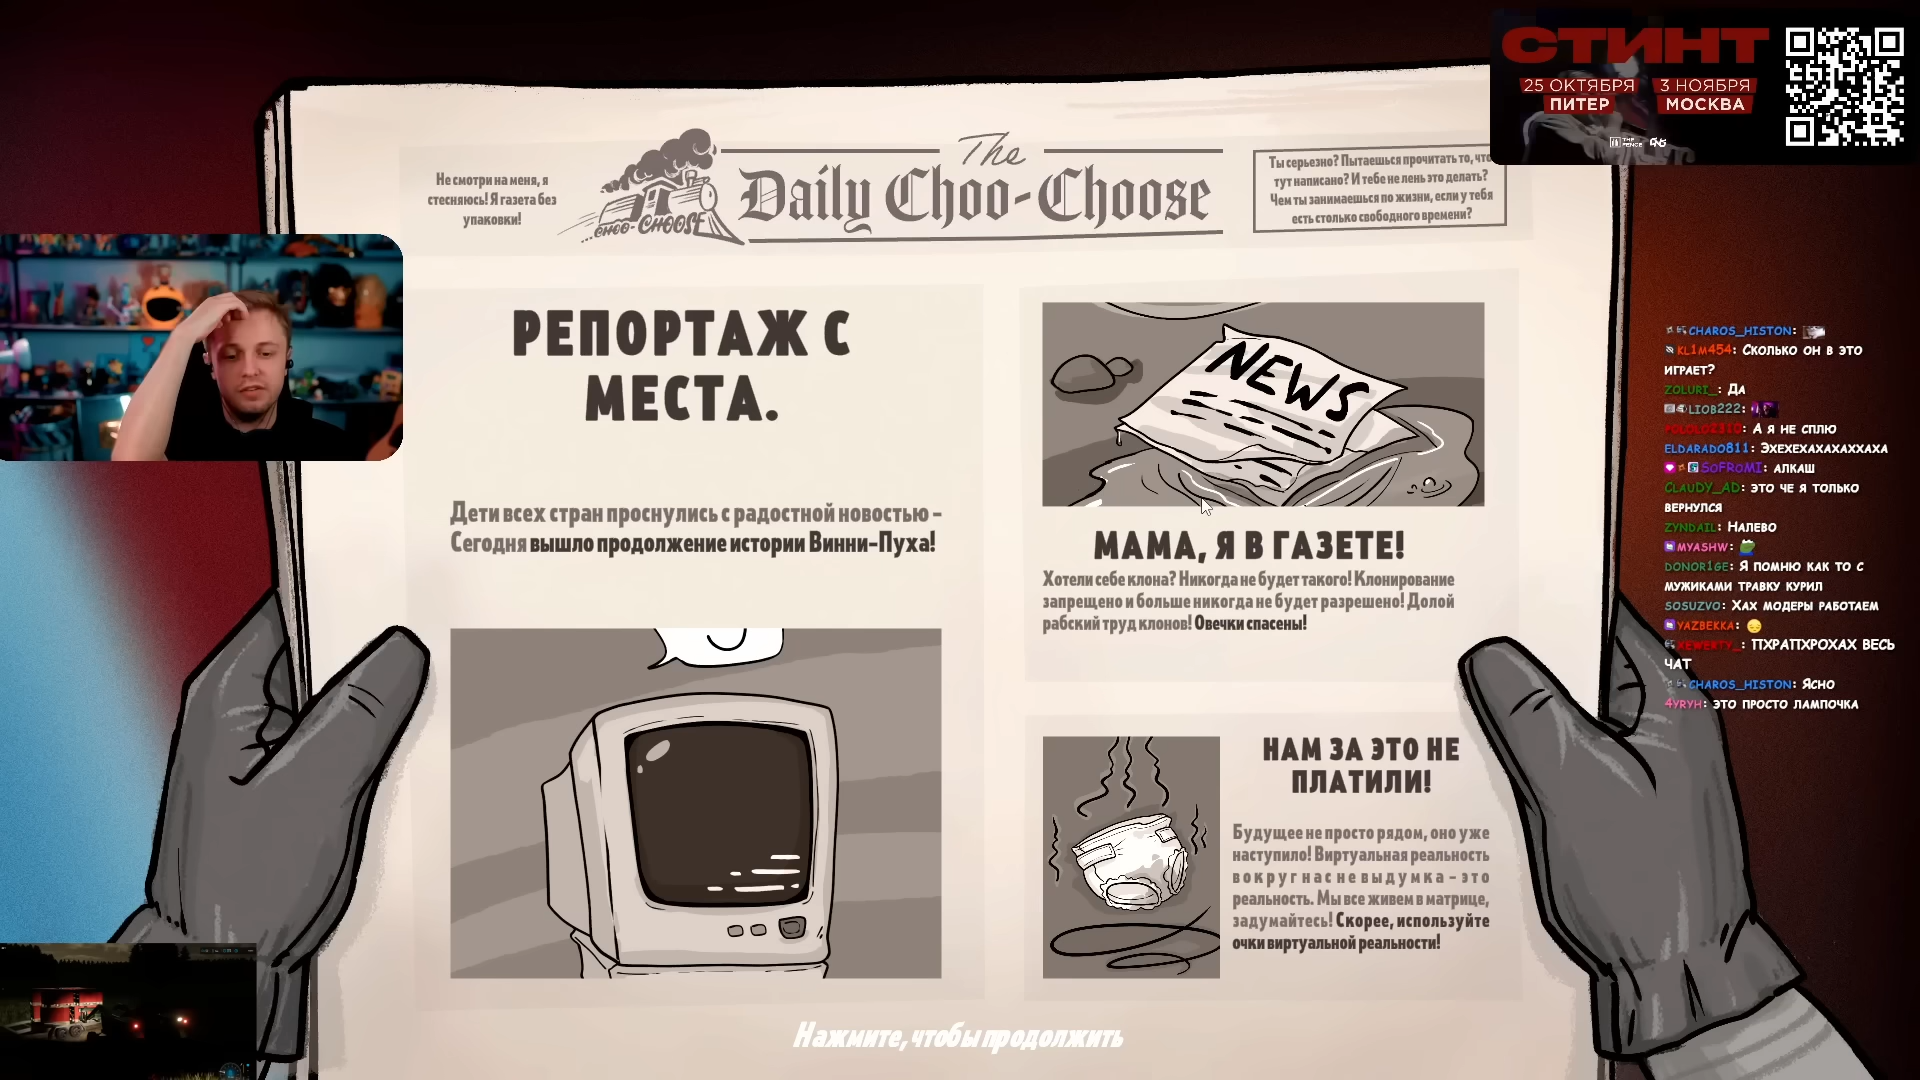 СТИНТ
25 ОКТЯБРЯ
ПИТЕР
3 НОЯБРЯ
МОСКВА
Не смотри на меня, я
стесняюсь! Я газета без
упаковки!
...CHOO-CHOOSE
The
Daily Choo-Choose
Ты серьезно? Пытаешься прочитать то, что
тут написано? И тебе не лень это делать?
Чем ты занимаешься по жизни, если у тебя
есть столько свободного времени?
РЕПОРТАЖ С
МЕСТА.
Дети всех стран проснулись с радостной новостью -
Сегодня вышло продолжение истории Винни-Пуха!
NEWS
МАМА, Я В ГАЗЕТЕ!
Хотели себе клона? Никогда не будет такого! Клонирование
запрещено и больше никогда не будет разрешено! Долой
рабский труд клонов! Овечки спасены!
НАМ ЗА ЭТО НЕ
ПЛАТИЛИ!
Будущее не просто рядом, оно уже
наступило! Виртуальная реальность
вокруг нас не выдумка - это
реальность. Мы все живем в матрице,
задумайтесь! Скорее, используйте
очки виртуальной реальности!
Нажмите, чтобы продолжить
CHAROS_HISTON:
KL1M454: СКОЛЬКО ОН В ЭТО
ИГРАЕТ?
ZOLURI_: ДА
LIOB222:
А Я НЕ СПЛЮ
ELDARADO811: ЭХЕХЕХАХАХАХХАХА
SOFROMI: АЛКАШ
CLAUDY_AD: ЭТО ЧЕ Я ТОЛЬКО
ВЕРНУЛСЯ
ZYNDAIL: НАЛЕВО
MYASHW:
DONOR1GE: Я ПОМНЮ КАК ТО С
МУЖИКАМИ ТРАВКУ КУРИЛ
SOSUZVO: ХАХ МОДЕРЫ РАБОТАЕМ
YAZBEKKA:
XEWERTY_: ПХРАПХРОХАХ ВЕСЬ
ЧАТ
CHAROS_HISTON: ЯСНО
4YRYH: ЭТО ПРОСТО ЛАМПОЧКА